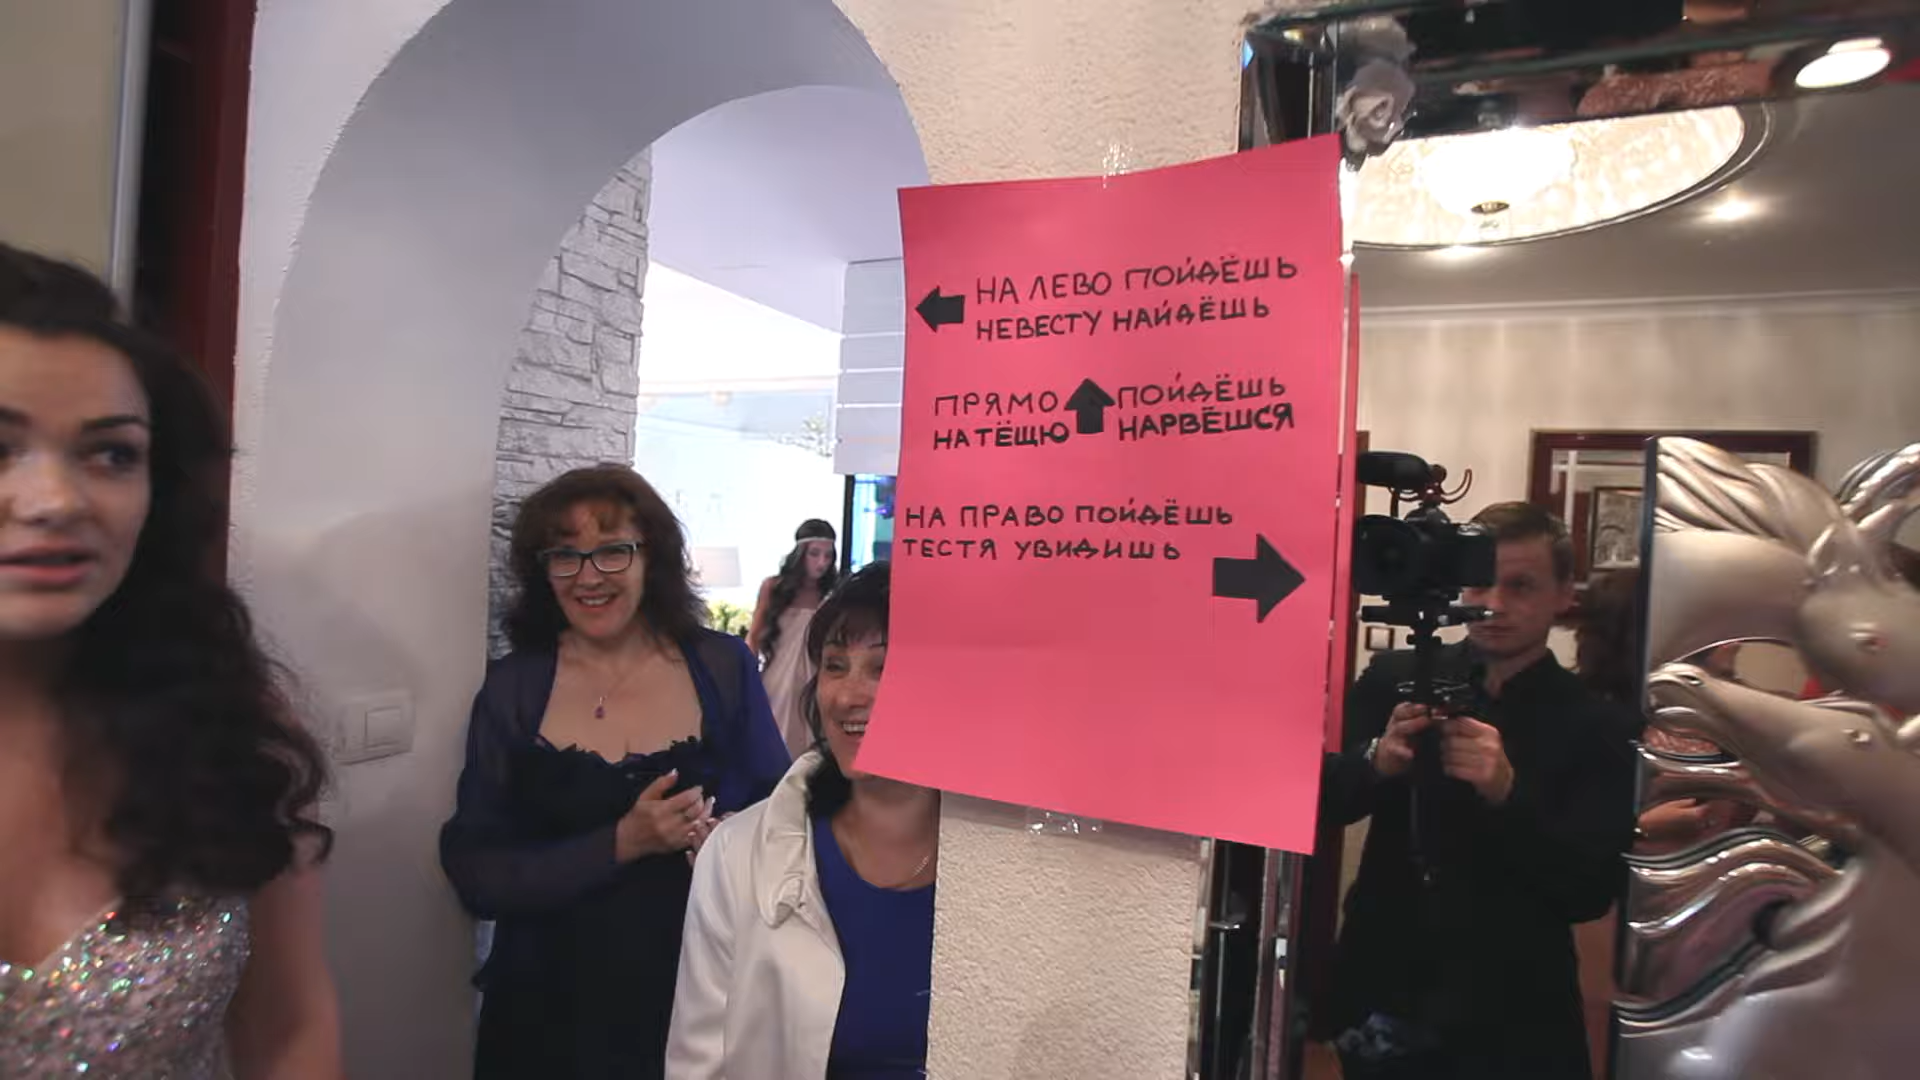 НА ЛЕВО ПОЙДЁШЬ
НЕВЕСТУ НАЙДЁШЬ
ПРЯМО ПОЙДЁШЬ
НА ТЁЩЮ НАРВЁШСЯ
НА ПРАВО ПОЙДЁШЬ
ТЕСТЯ УВИДИШЬ